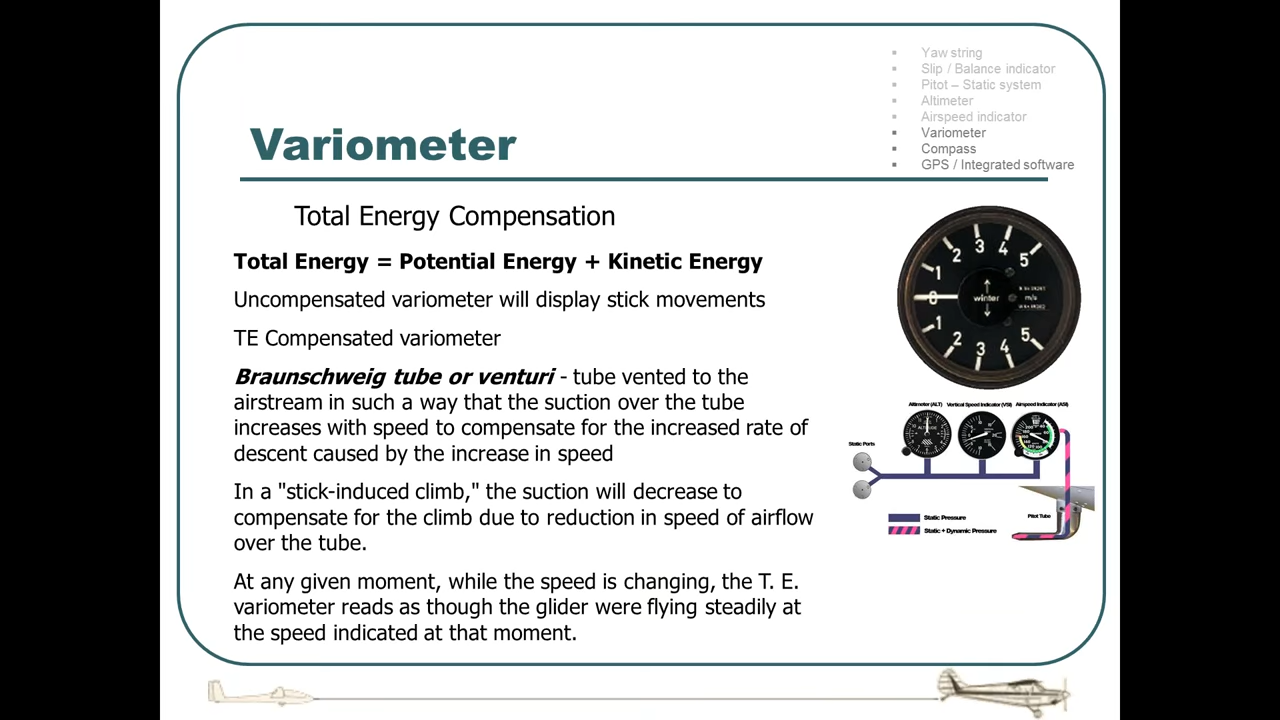 Yaw string
Slip / Balance indicator
Pitot – Static system
Altimeter
Airspeed indicator
Variometer
Compass
GPS / Integrated software
Variometer
Total Energy Compensation
Total Energy = Potential Energy + Kinetic Energy
Uncompensated variometer will display stick movements
TE Compensated variometer
Braunschweig tube or venturi - tube vented to the
airstream in such a way that the suction over the tube
increases with speed to compensate for the increased rate of
descent caused by the increase in speed
In a "stick-induced climb," the suction will decrease to
compensate for the climb due to reduction in speed of airflow
over the tube.
At any given moment, while the speed is changing, the T. E.
variometer reads as though the glider were flying steadily at
the speed indicated at that moment.
5
4
3
2
1
0
winter
m/s
1
2
3
4
5
Altimeter (ALT)
Vertical Speed Indicator (VSI)
Airspeed Indicator (ASI)
Static Ports
Pitot Tube
Static Pressure
Static + Dynamic Pressure